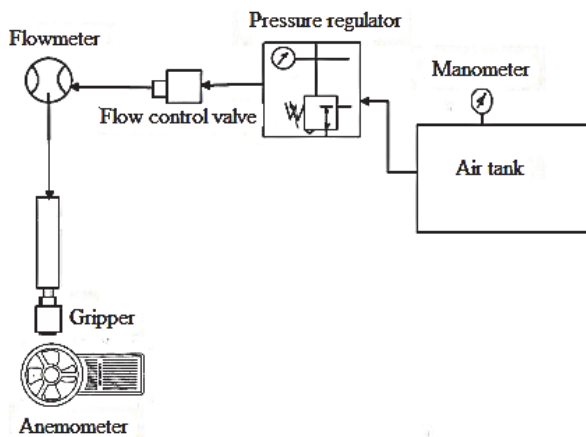 Pressure regulator
Flowmeter
Manometer
Flow control valve
Air tank
Gripper
Anemometer